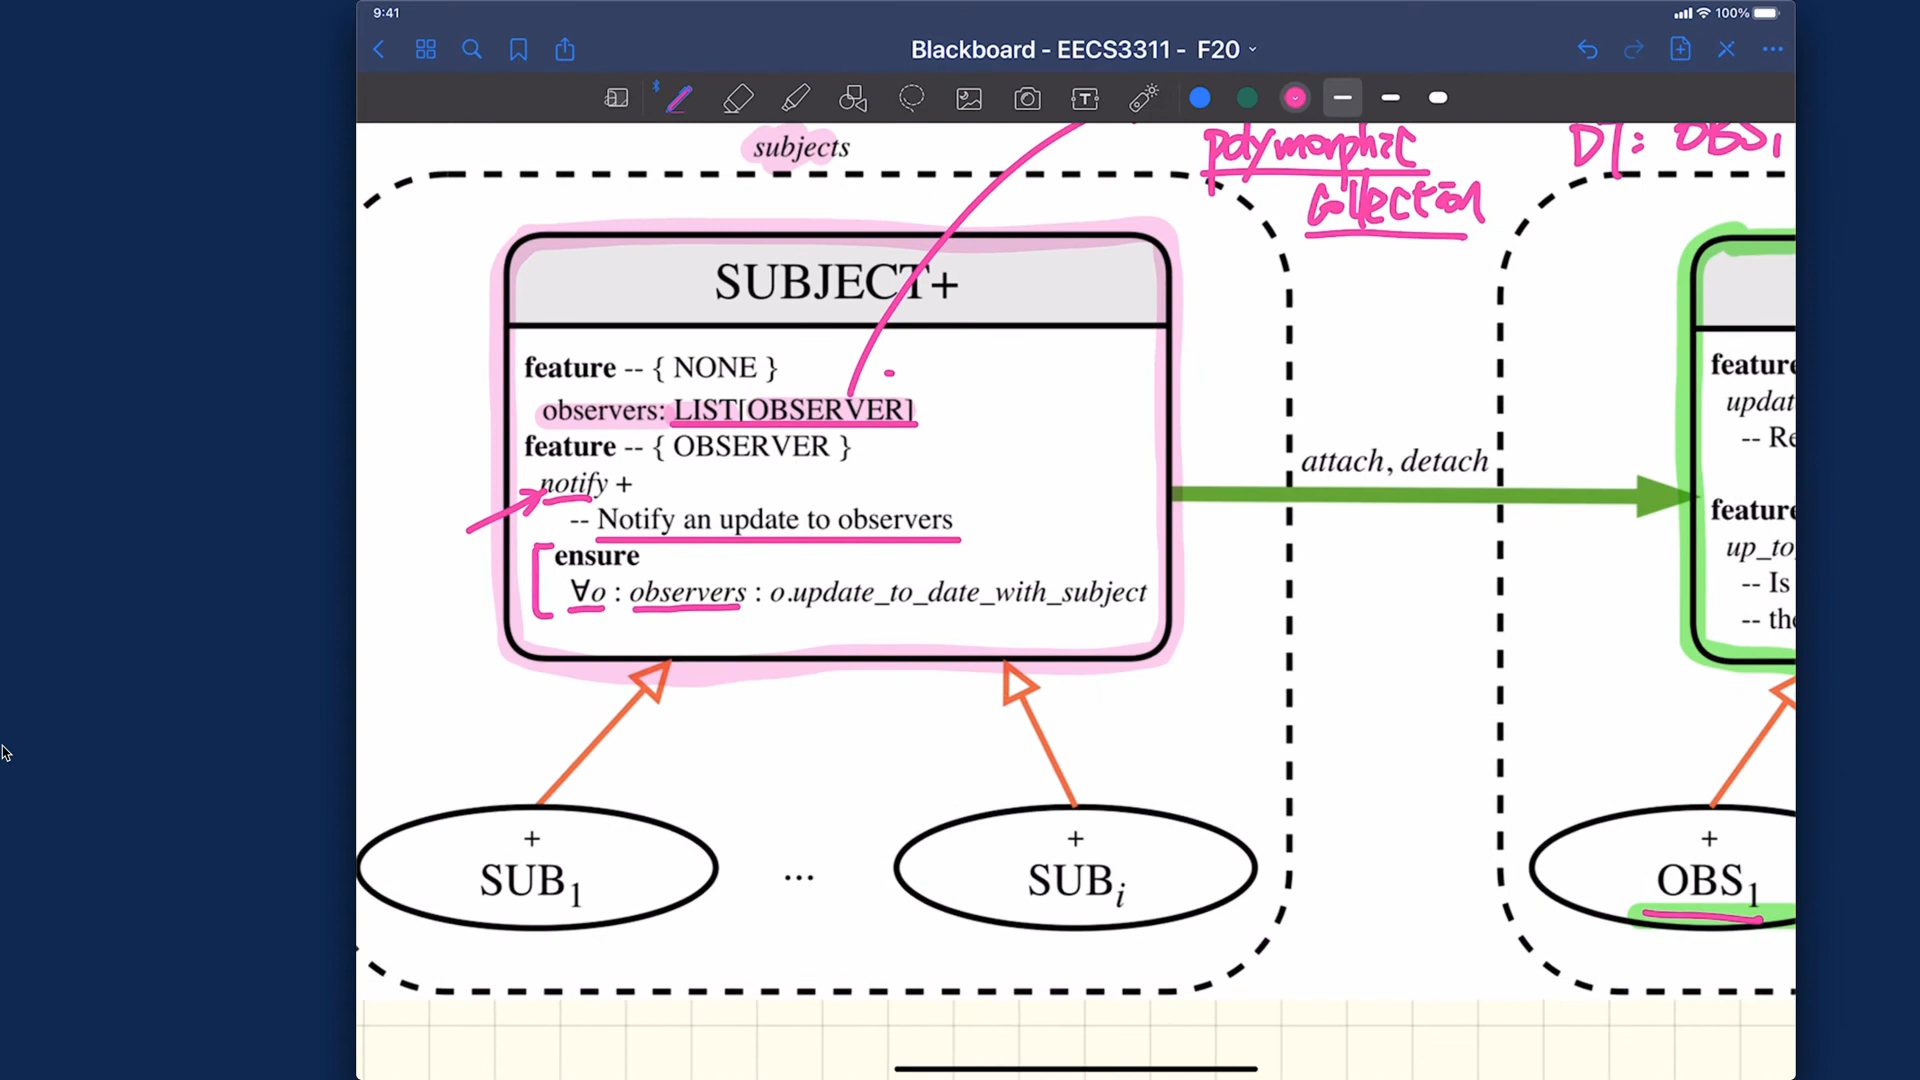 9:41
100%
Blackboard - EECS3311 - F20
subjects
polymorphic
collection
DT: OBS1
SUBJECT+
feature -- { NONE }
observers: LIST[OBSERVER]
feature -- { OBSERVER }
notify +
-- Notify an update to observers
ensure
∀o : observers : o.update_to_date_with_subject
attach, detach
feature
updat
-- Re
feature
up_to
-- Is
-- the
+
SUB1
...
+
SUBi
+
OBS1